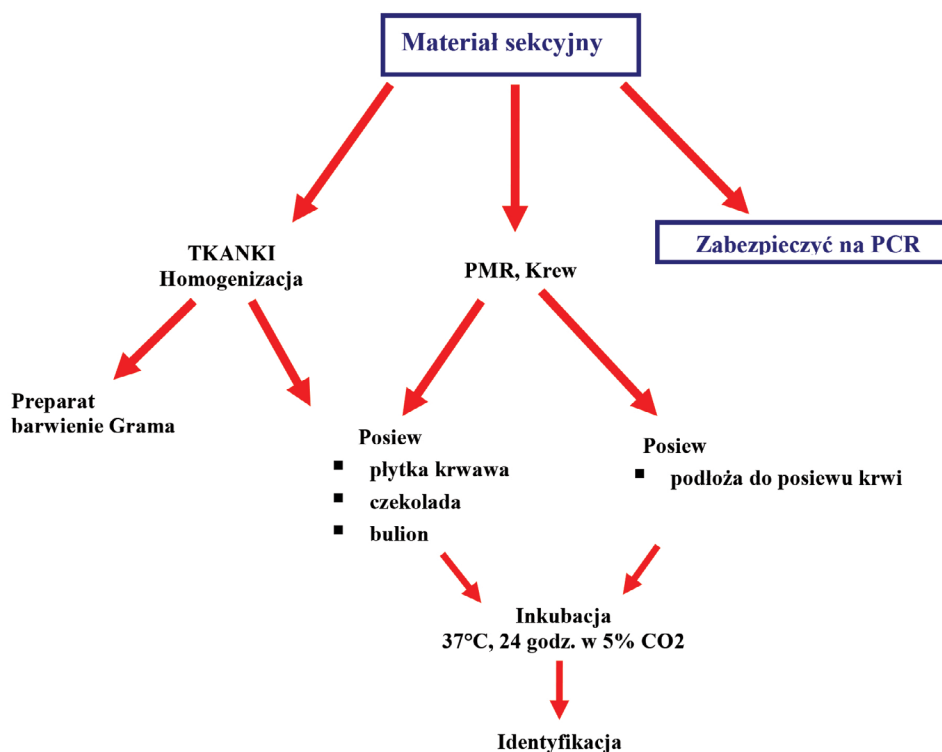 Materiał sekcyjny
TKANKI
Homogenizacja
PMR, Krew
Zabezpieczyć na PCR
Preparat
barwienie Grama
Posiew
▪ płytka krwawa
▪ czekolada
▪ bulion
Posiew
▪ podłoża do posiewu krwi
Inkubacja
37°C, 24 godz. w 5% CO2
Identyfikacja